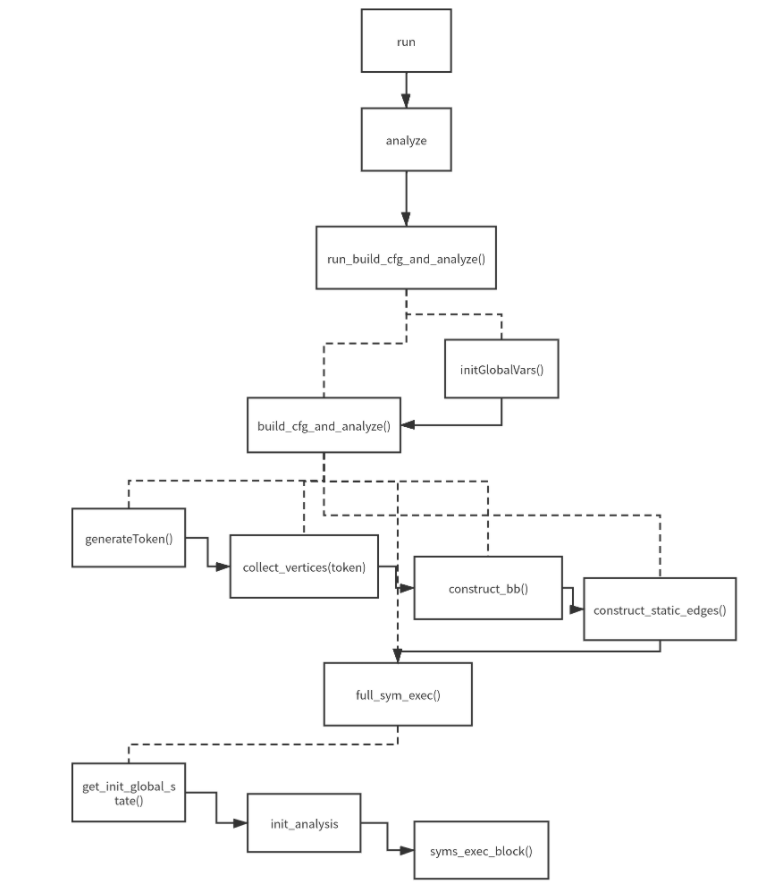 run
analyze
run_build_cfg_and_analyze()
initGlobalVars()
build_cfg_and_analyze()
generateToken()
collect_vertices(token)
construct_bb()
construct_static_edges()
full_sym_exec()
get_init_global_s
tate()
init_analysis
syms_exec_block()